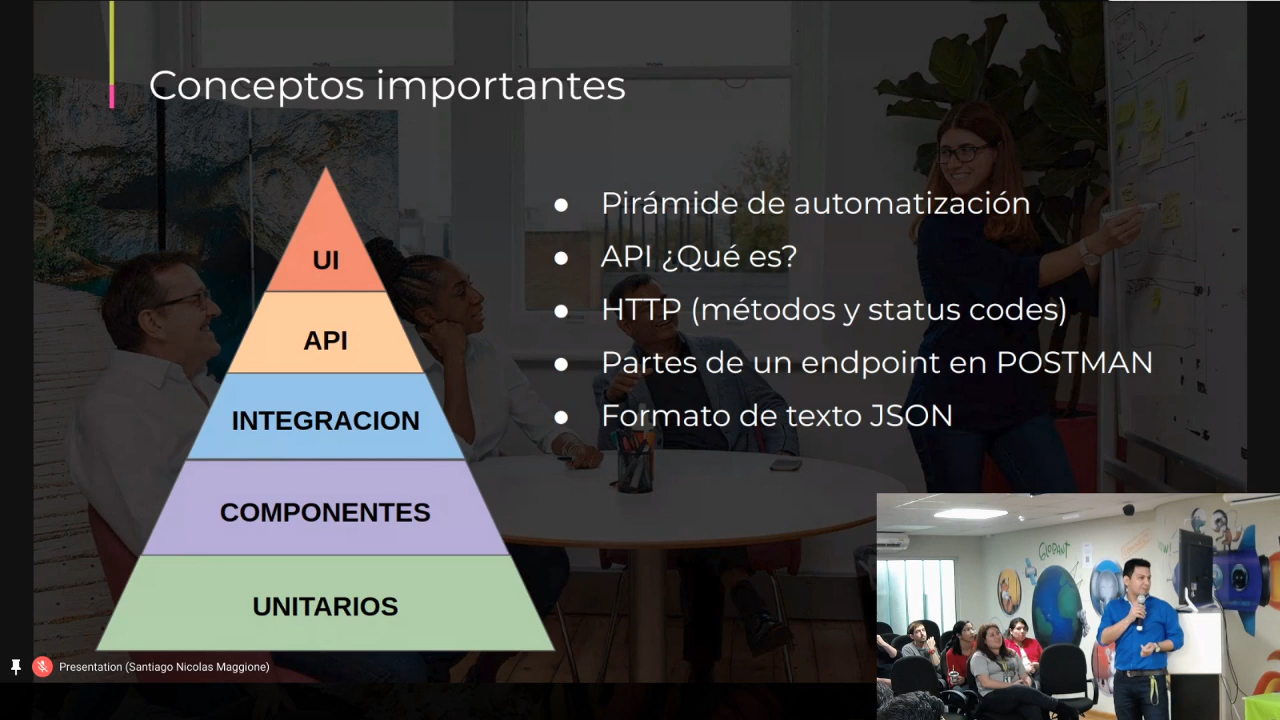 Conceptos importantes
UI
API
INTEGRACION
COMPONENTES
UNITARIOS
● Pirámide de automatización
● API ¿Qué es?
● HTTP (métodos y status codes)
● Partes de un endpoint en POSTMAN
● Formato de texto JSON
Presentation (Santiago Nicolas Maggione)
GLOBANT